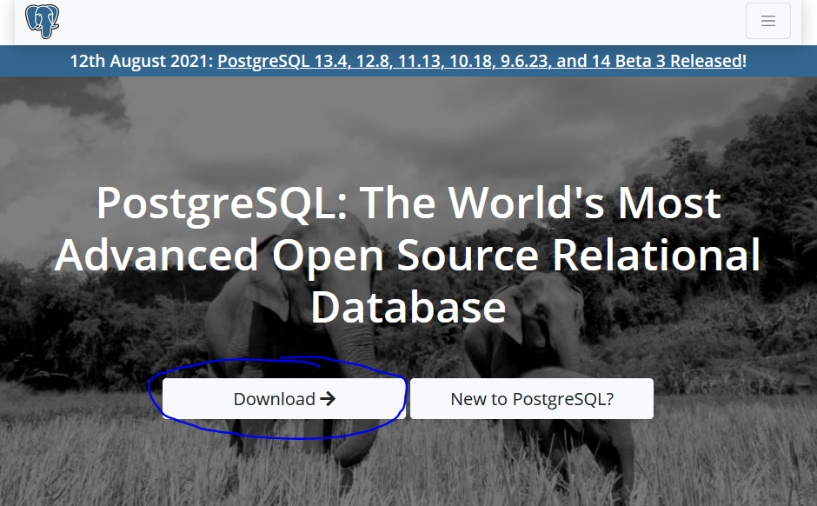 12th August 2021: PostgreSQL 13.4, 12.8, 11.13, 10.18, 9.6.23, and 14 Beta 3 Released!
PostgreSQL: The World's Most
Advanced Open Source Relational
Database
Download →
New to PostgreSQL?